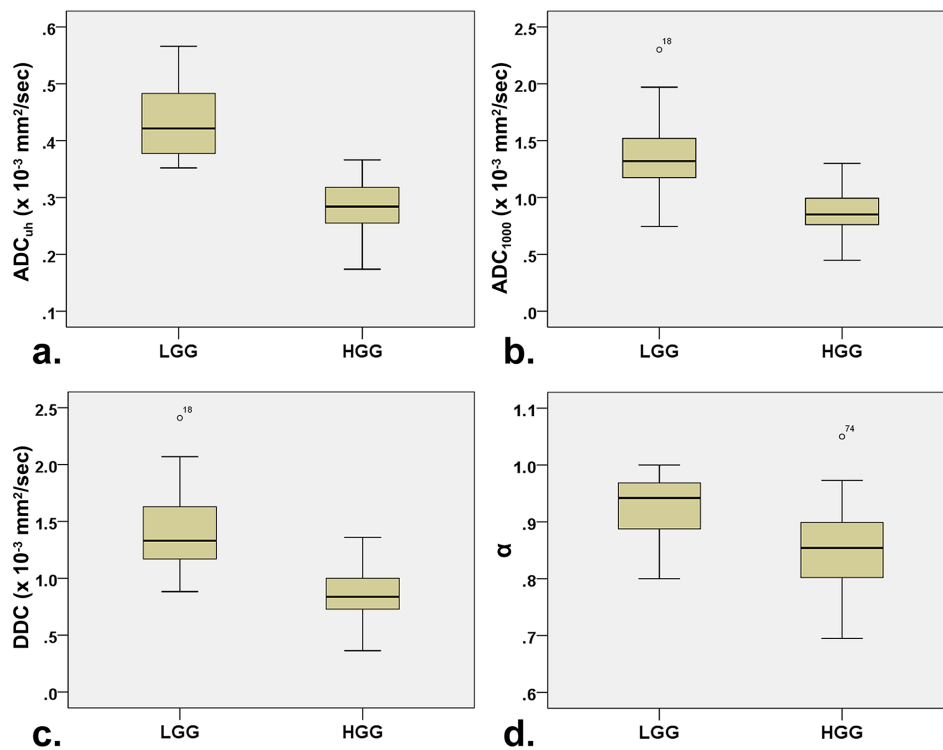 ADCuh (x 10-3 mm2/sec)
.6
.5
.4
.3
.2
.1
LGG
HGG
a.
ADC1000 (x 10-3 mm2/sec)
2.5
2.0
1.5
1.0
.5
.0
18
LGG
HGG
b.
DDC (x 10-3 mm2/sec)
2.5
2.0
1.5
1.0
.5
.0
18
LGG
HGG
c.
α
1.1
1.0
.9
.8
.7
.6
74
LGG
HGG
d.